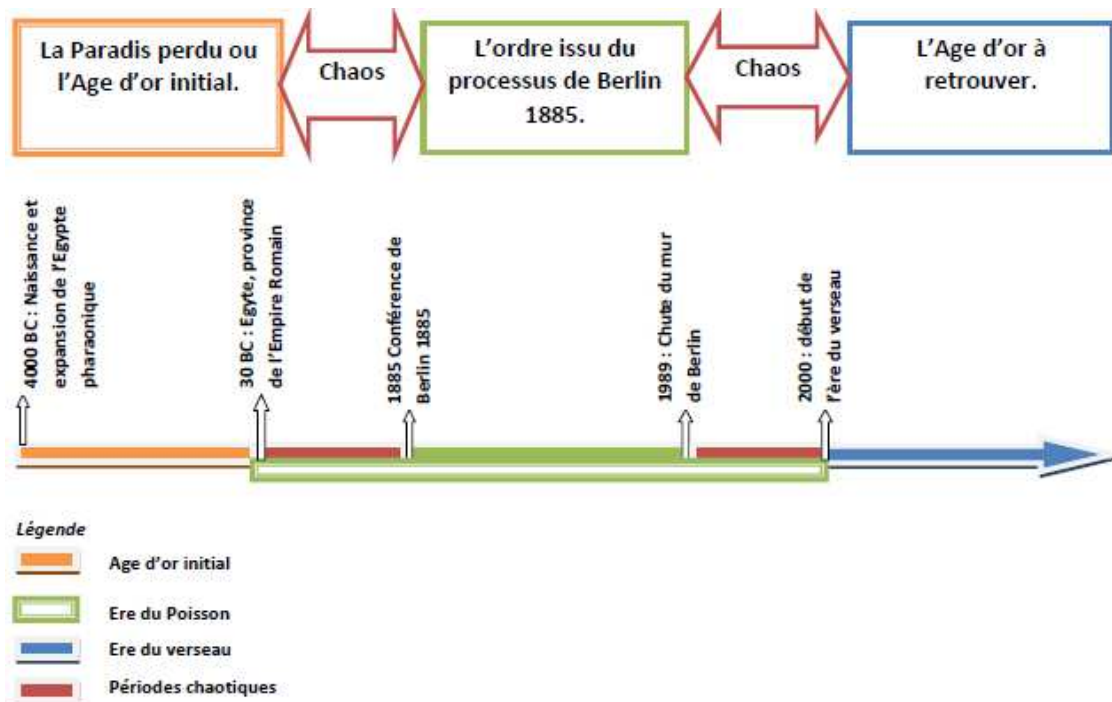 La Paradis perdu ou
l’Age d’or initial.
Chaos
L’ordre issu du
processus de Berlin
1885.
Chaos
L’Age d’or à
retrouver.
4000 BC : Naissance et
expansion de l’Egypte
pharaonique
30 BC : Egyte, province
de l’Empire Romain
1885 Conférence de
Berlin 1885
1989 : Chute du mur
de Berlin
2000 : début de
l’ère du verseau
Légende
Age d’or initial
Ere du Poisson
Ere du verseau
Périodes chaotiques